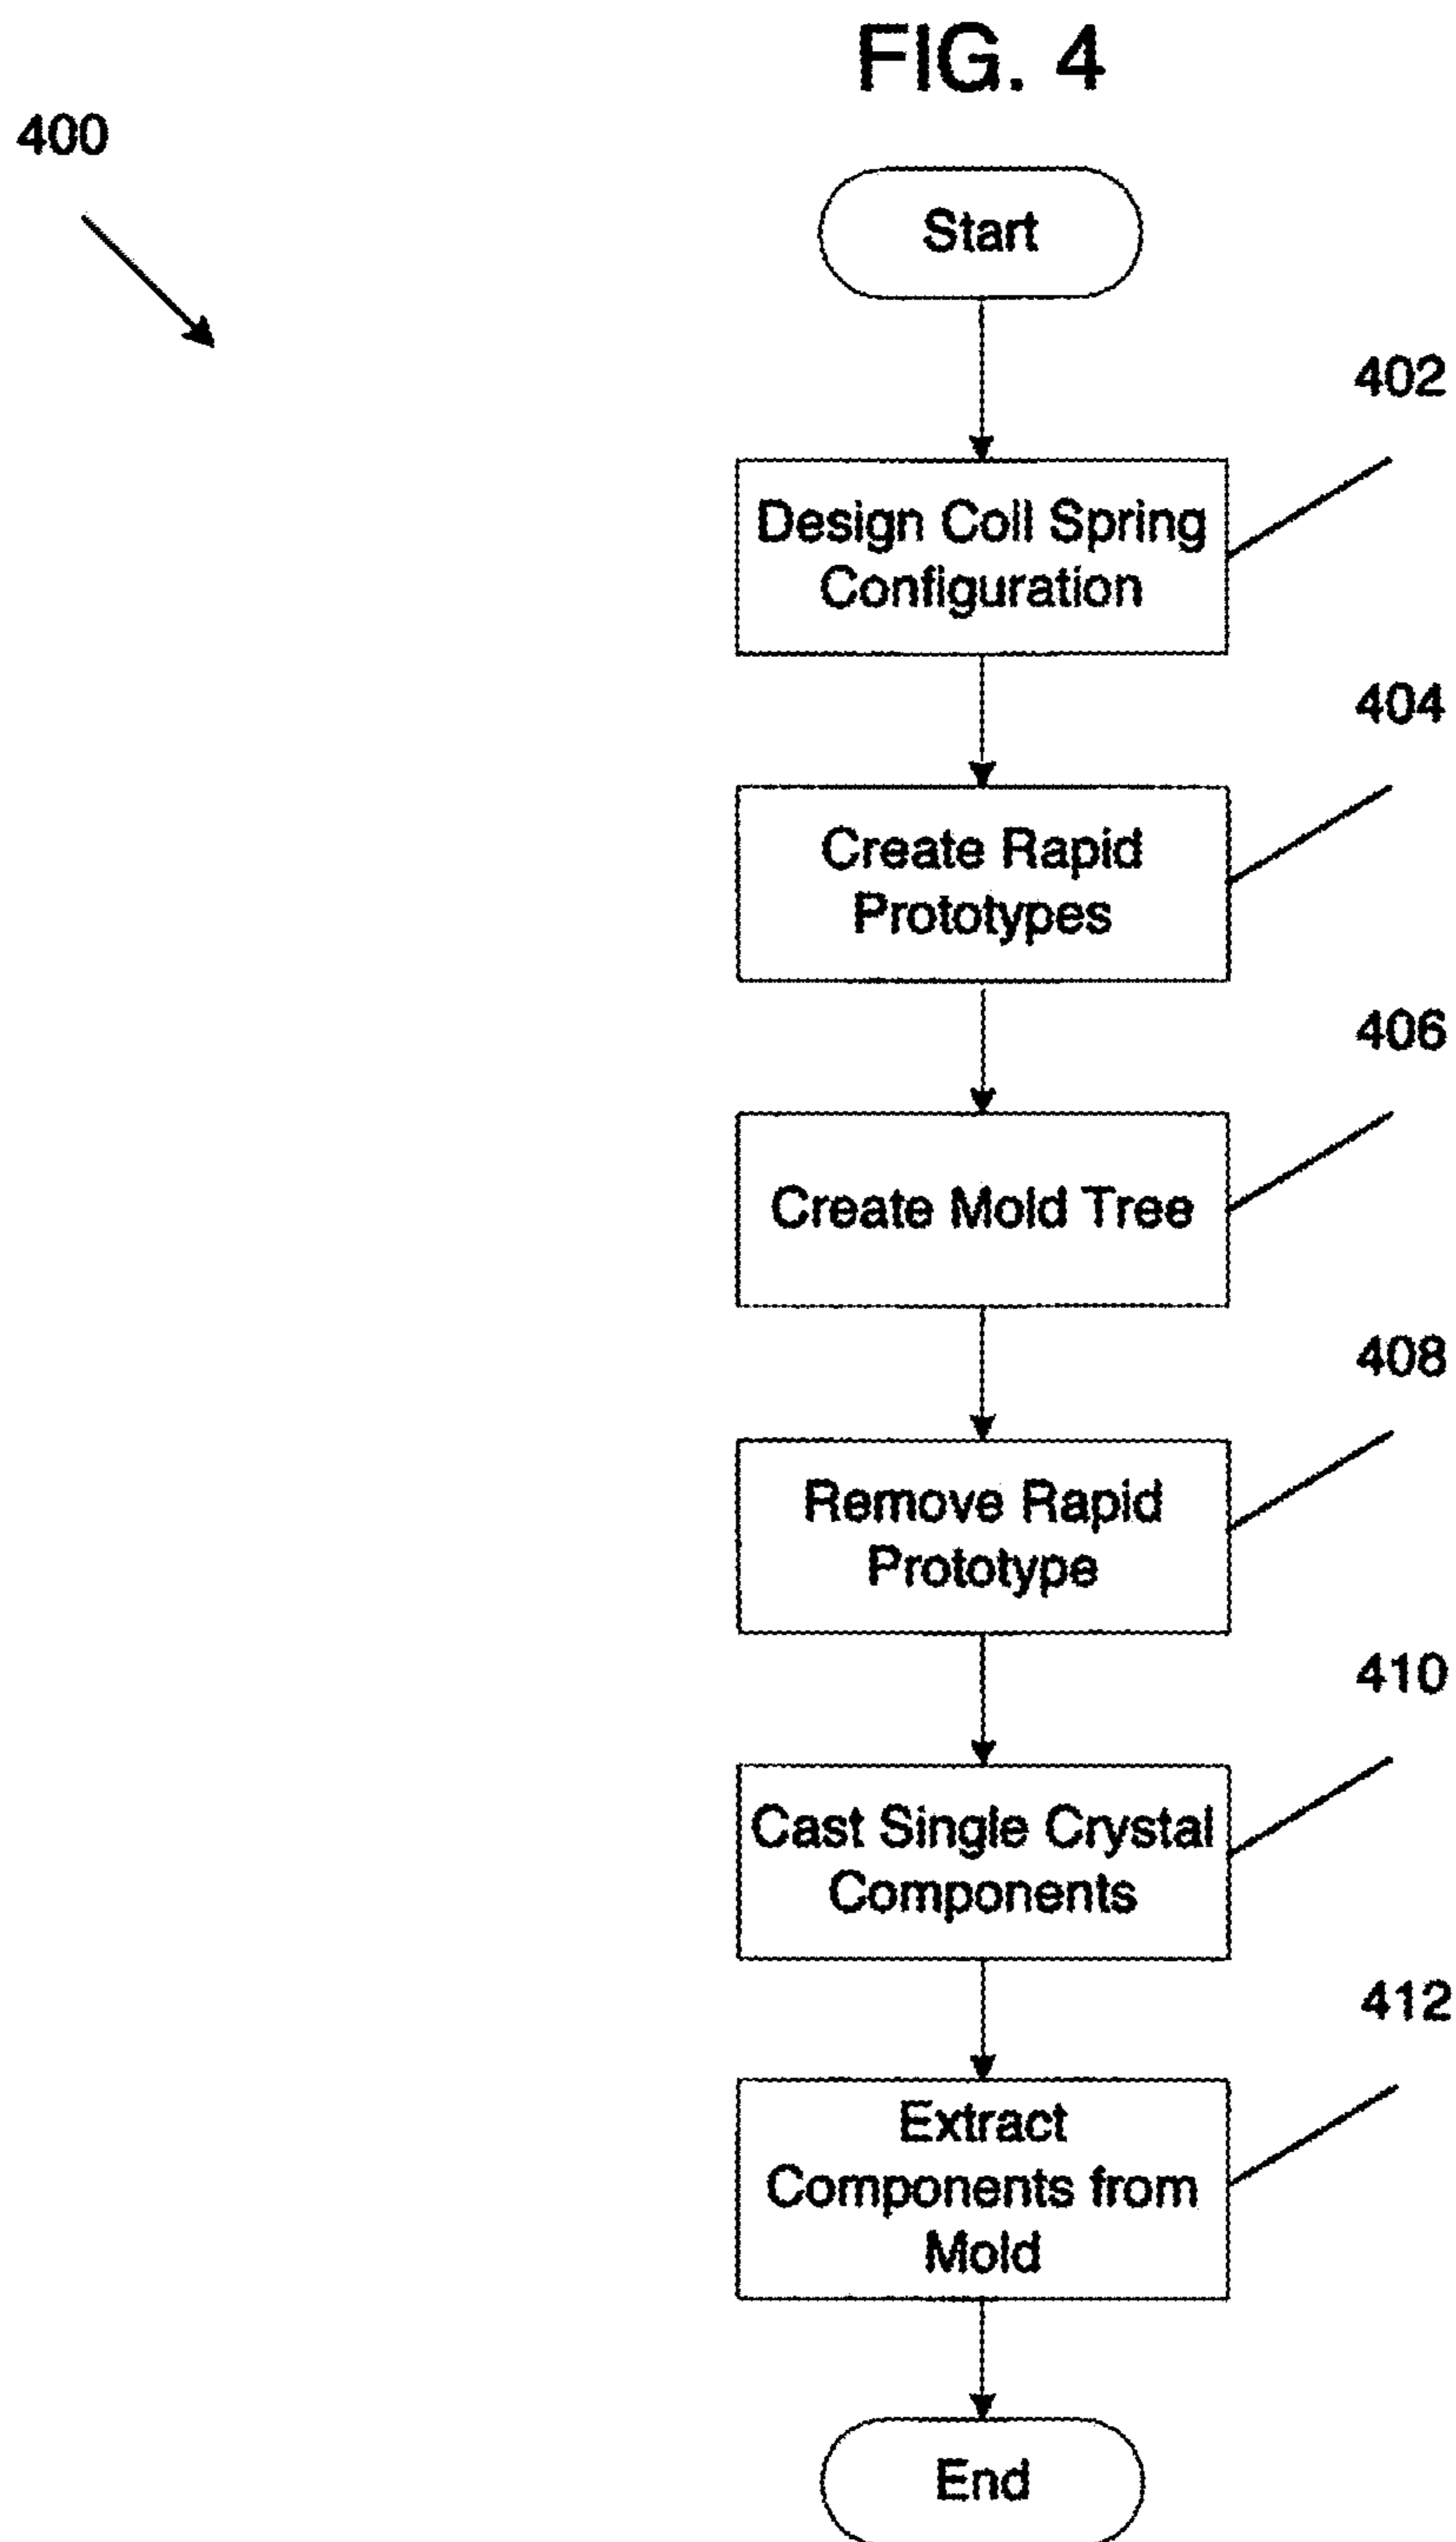 FIG. 4
400
Start
402
Design Coil Spring
Configuration
404
Create Rapid
Prototypes
406
Create Mold Tree
408
Remove Rapid
Prototype
410
Cast Single Crystal
Components
412
Extract
Components from
Mold
End